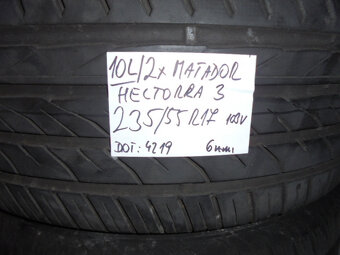 10L/2x MATADOR
HECTORRA 3
235/55 R17 103V
DOT: 4219 6mm